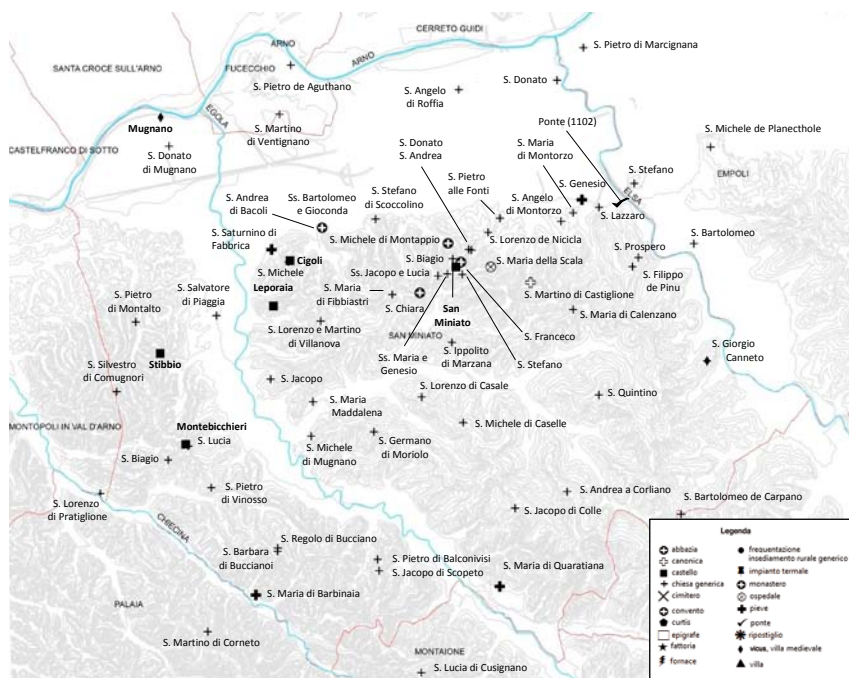 CERRETO GUIDI
ARNO
ARNO
S. Pietro di Marcignana
SANTA CROCE SULL'ARNO
FUCECCHIO
S. Pietro de Aguthano
S. Donato
S. Angelo
di Roffia
EGOLA
Mugnano
S. Martino
di Ventignano
Ponte (1102)
S. Michele de Planecthole
CASTELFRANCO DI SOTTO
S. Donato
di Mugnano
S. Donato
S. Andrea
S. Maria
di Montorzo
S. Pietro
alle Fonti
S. Genesio
S. Stefano
EMPOLI
ELSA
S. Andrea
di Bacoli
Ss. Bartolomeo
e Gioconda
S. Stefano
di Scoccolino
S. Angelo
di Montorzo
S. Lazzaro
S. Saturnino di
Fabbrica
S. Michele di Montappio
S. Lorenzo de Nicicla
S. Bartolomeo
S. Michele
Cigoli
S. Biagio
S. Maria della Scala
S. Prospero
Ss. Jacopo e Lucia
S. Filippo
de Pinu
Leporaia
S. Maria
di Fibbiastri
S. Chiara
S. Martino di Castiglione
S. Pietro
di Montalto
S. Salvatore
di Piaggia
San
Miniato
S. Maria di Calenzano
S. Lorenzo e Martino
di Villanova
SAN MINIATO
S. Franceco
Ss. Maria e
Genesio
S. Ippolito
di Marzana
S. Stefano
S. Giorgio
Canneto
Stibbio
S. Silvestro
di Comugnori
S. Jacopo
S. Maria
Maddalena
S. Lorenzo di Casale
S. Quintino
MONTOPOLI IN VAL D'ARNO
Montebicchieri
S. Lucia
S. Michele di Caselle
S. Michele
di Mugnano
S. Germano
di Moriolo
S. Biagio
S. Pietro
di Vinosso
S. Lorenzo
di Pratiglione
S. Andrea a Corliano
S. Bartolomeo de Carpano
S. Jacopo di Colle
CHIECINA
S. Regolo di Bucciano
S. Barbara
di Buccianoi
S. Pietro di Balconivisi
S. Jacopo di Scopeto
S. Maria di Quaratiana
S. Maria di Barbinaia
PALAIA
S. Martino di Corneto
MONTAIONE
S. Lucia di Cusignano
Legenda
abbazia
canonica
castello
chiesa generica
cimitero
convento
curtis
epigrafe
fattoria
fornace
frequentazione
insediamento rurale generico
impianto termale
monastero
ospedale
pieve
ponte
ripostiglio
vicus, villa medievale
villa